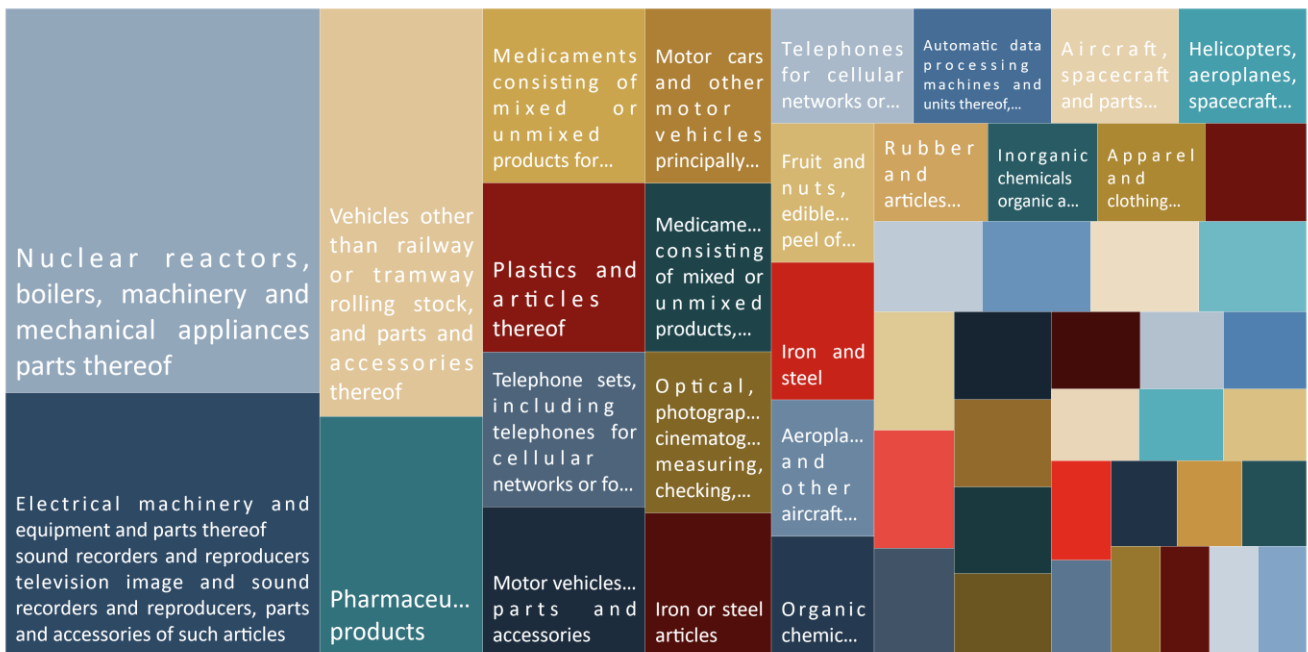 Nuclear reactors,
boilers, machinery and
mechanical appliances
parts thereof
Electrical machinery and
equipment and parts thereof
sound recorders and reproducers
television image and sound
recorders and reproducers, parts
and accessories of such articles
Vehicles other
than railway
or tramway
rolling stock,
and parts and
accessories
thereof
Pharmaceu...
products
Medicaments
consisting of
mixed or
unmixed
products for...
Plastics and
articles
thereof
Telephone sets,
including
telephones for
cellular
networks or fo...
Motor vehicles...
parts and
accessories
Motor cars
and other
motor
vehicles
principally...
Medicame...
consisting
of mixed or
unmixed
products,...
Optical,
photograp...
cinematog...
measuring,
checking,...
Iron or steel
articles
Telephones
for cellular
networks or...
Automatic data
processing
machines and
units thereof,...
Aircraft,
spacecraft
and parts...
Helicopters,
aeroplanes,
spacecraft...
Fruit and
nuts,
edible...
peel of...
Rubber
and
articles...
Inorganic
chemicals
organic a...
Apparel
and
clothing...
Iron and
steel
Aeropla...
and
other
aircraft...
Organic
chemic...